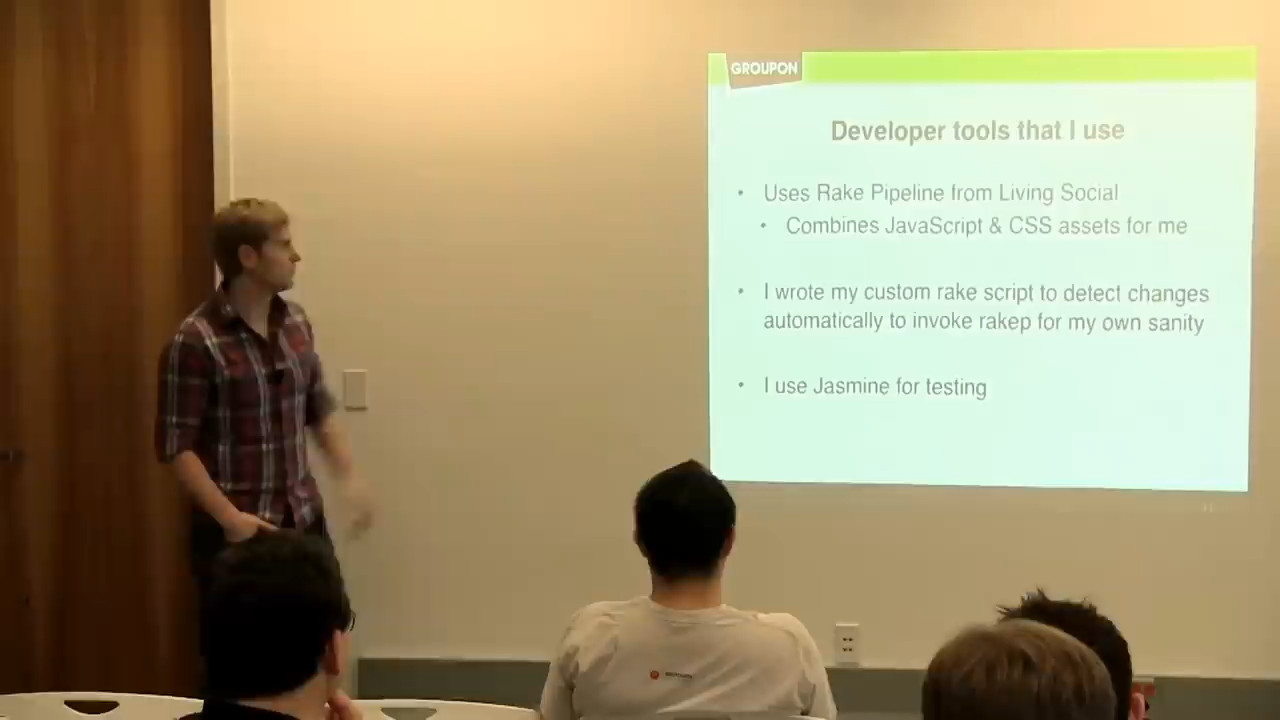 GROUPON
Developer tools that I use
• Uses Rake Pipeline from Living Social
• Combines JavaScript & CSS assets for me
• I wrote my custom rake script to detect changes
automatically to invoke rakep for my own sanity
• I use Jasmine for testing